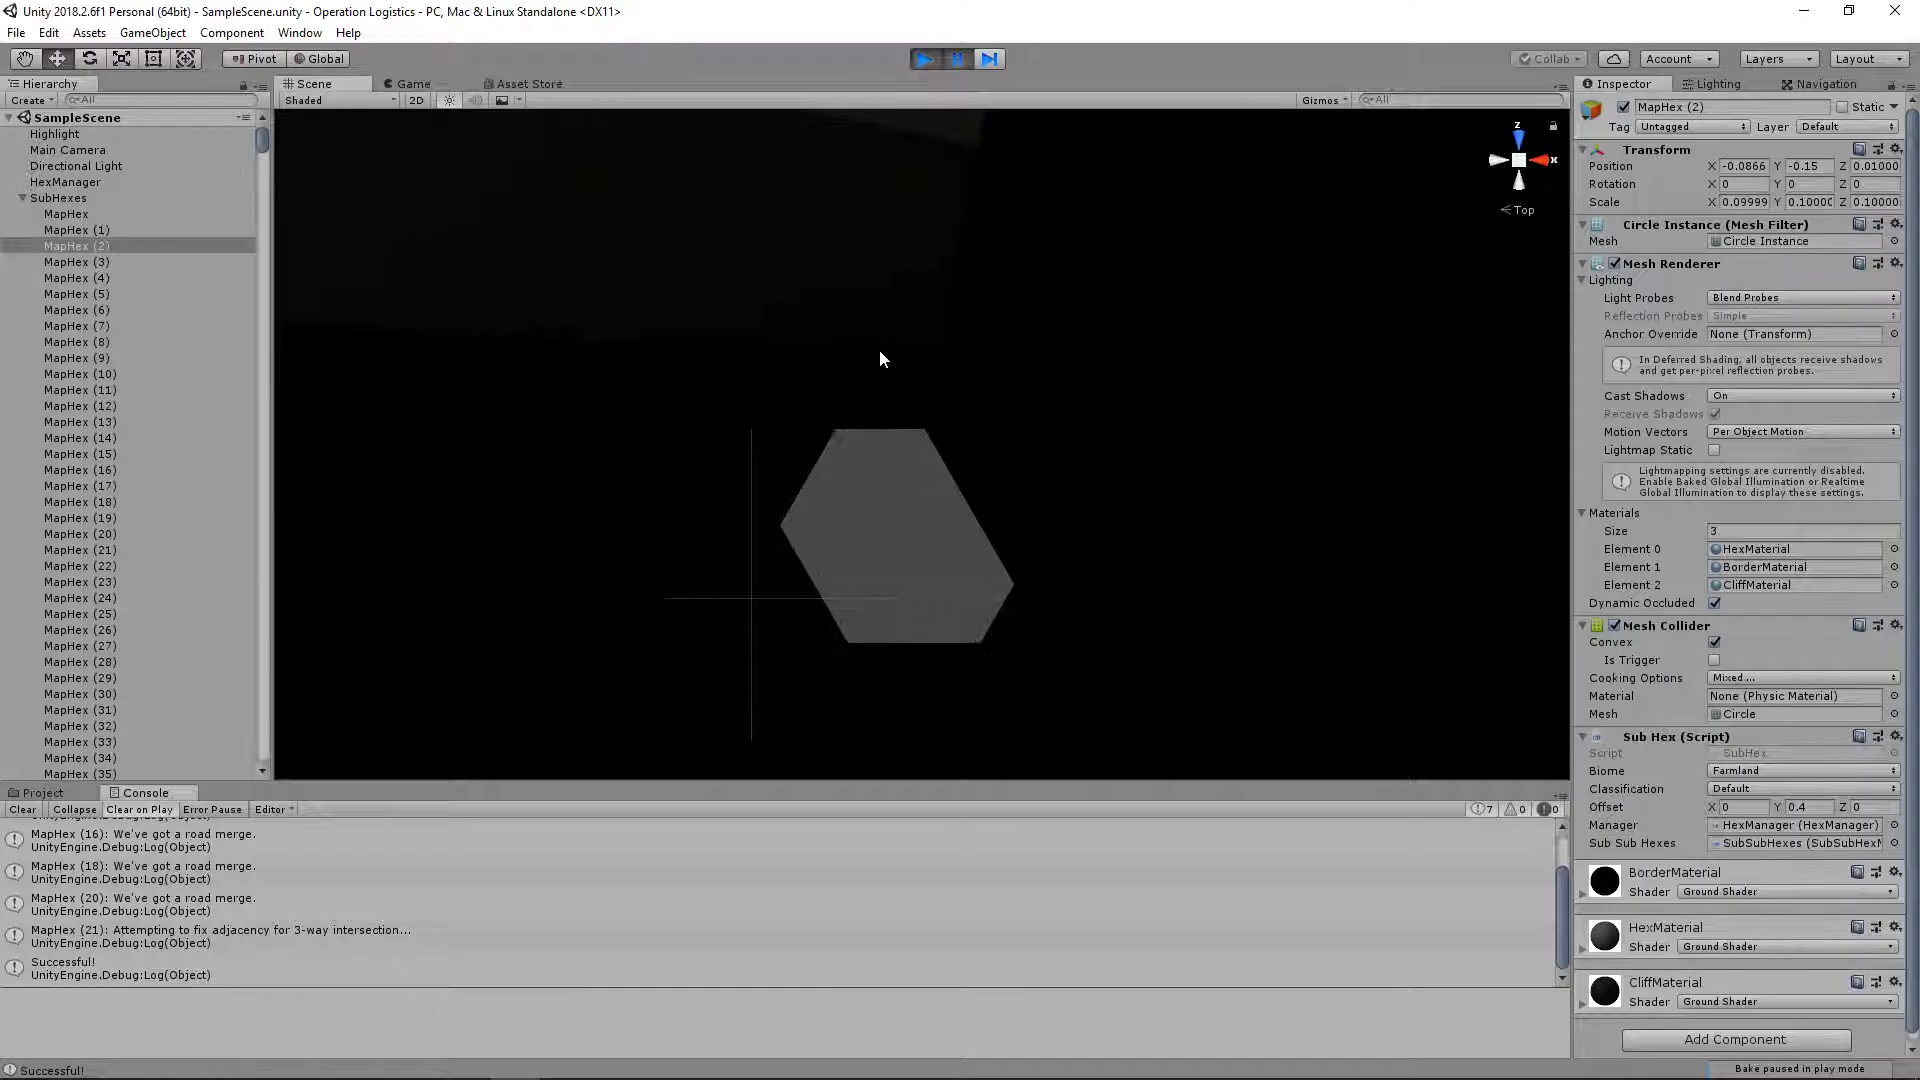 Unity 2018.2.6f1 Personal (64bit) - SampleScene.unity - Operation Logistics - PC, Mac & Linux Standalone <DX11>
File Edit Assets GameObject Component Window Help
Pivot Global Collab Account Layers Layout
Hierarchy
Create All
SampleScene
Highlight
Main Camera
Directional Light
HexManager
SubHexes
MapHex
MapHex (1)
MapHex (2)
MapHex (3)
MapHex (4)
MapHex (5)
MapHex (6)
MapHex (7)
MapHex (8)
MapHex (9)
MapHex (10)
MapHex (11)
MapHex (12)
MapHex (13)
MapHex (14)
MapHex (15)
MapHex (16)
MapHex (17)
MapHex (18)
MapHex (19)
MapHex (20)
MapHex (21)
MapHex (22)
MapHex (23)
MapHex (24)
MapHex (25)
MapHex (26)
MapHex (27)
MapHex (28)
MapHex (29)
MapHex (30)
MapHex (31)
MapHex (32)
MapHex (33)
MapHex (34)
MapHex (35)
Scene Game Asset Store
Shaded 2D Gizmos All
z
x
Top
Inspector Lighting Navigation
MapHex (2) Static
Tag Untagged Layer Default
Transform
Position X -0.0866 Y -0.15 Z 0.01000
Rotation X 0 Y 0 Z 0
Scale X 0.09999 Y 0.10000 Z 0.10000
Circle Instance (Mesh Filter)
Mesh Circle Instance
Mesh Renderer
Lighting
Light Probes Blend Probes
Reflection Probes Simple
Anchor Override None (Transform)
In Deferred Shading, all objects receive shadows
and get per-pixel reflection probes.
Cast Shadows On
Receive Shadows
Motion Vectors Per Object Motion
Lightmap Static
Lightmapping settings are currently disabled.
Enable Baked Global Illumination or Realtime
Global Illumination to display these settings.
Materials
Size 3
Element 0 HexMaterial
Element 1 BorderMaterial
Element 2 CliffMaterial
Dynamic Occluded
Mesh Collider
Convex
Is Trigger
Cooking Options Mixed ...
Material None (Physic Material)
Mesh Circle
Sub Hex (Script)
Script SubHex
Biome Farmland
Classification Default
Offset X 0 Y 0.4 Z 0
Manager HexManager (HexManager)
Sub Sub Hexes SubSubHexes (SubSubHexM
BorderMaterial
Shader Ground Shader
HexMaterial
Shader Ground Shader
CliffMaterial
Shader Ground Shader
Add Component
Project Console
Clear Collapse Clear on Play Error Pause Editor 7 0 0
UnityEngine.Debug:Log(Object)
MapHex (16): We've got a road merge.
UnityEngine.Debug:Log(Object)
MapHex (18): We've got a road merge.
UnityEngine.Debug:Log(Object)
MapHex (20): We've got a road merge.
UnityEngine.Debug:Log(Object)
MapHex (21): Attempting to fix adjacency for 3-way intersection...
UnityEngine.Debug:Log(Object)
Successful!
UnityEngine.Debug:Log(Object)
Successful!
Bake paused in play mode